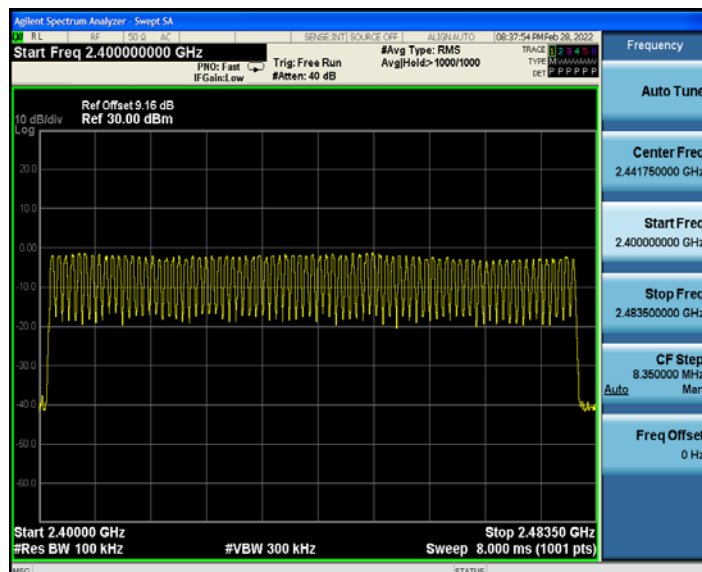 Agilent Spectrum Analyzer - Swept SA
RL RF 50 Ω AC SENSE:INT SOURCE OFF ALIGN AUTO 08:37:54 PM Feb 28, 2022
Start Freq 2.400000000 GHz
PNO: Fast
IFGain:Low
Trig: Free Run
#Atten: 40 dB
#Avg Type: RMS
Avg|Hold:> 1000/1000
TRACE 1 2 3 4 5 6
TYPE M WWWWW
DET P P P P P P
Ref Offset 9.16 dB
10 dB/div Ref 30.00 dBm
Log
20.0
10.0
0.00
-10.0
-20.0
-30.0
-40.0
-50.0
-60.0
Start 2.40000 GHz Stop 2.48350 GHz
#Res BW 100 kHz #VBW 300 kHz Sweep 8.000 ms (1001 pts)
MSG STATUS
Frequency
Auto Tune
Center Freq
2.441750000 GHz
Start Freq
2.400000000 GHz
Stop Freq
2.483500000 GHz
CF Step
8.350000 MHz
Auto Man
Freq Offset
0 Hz